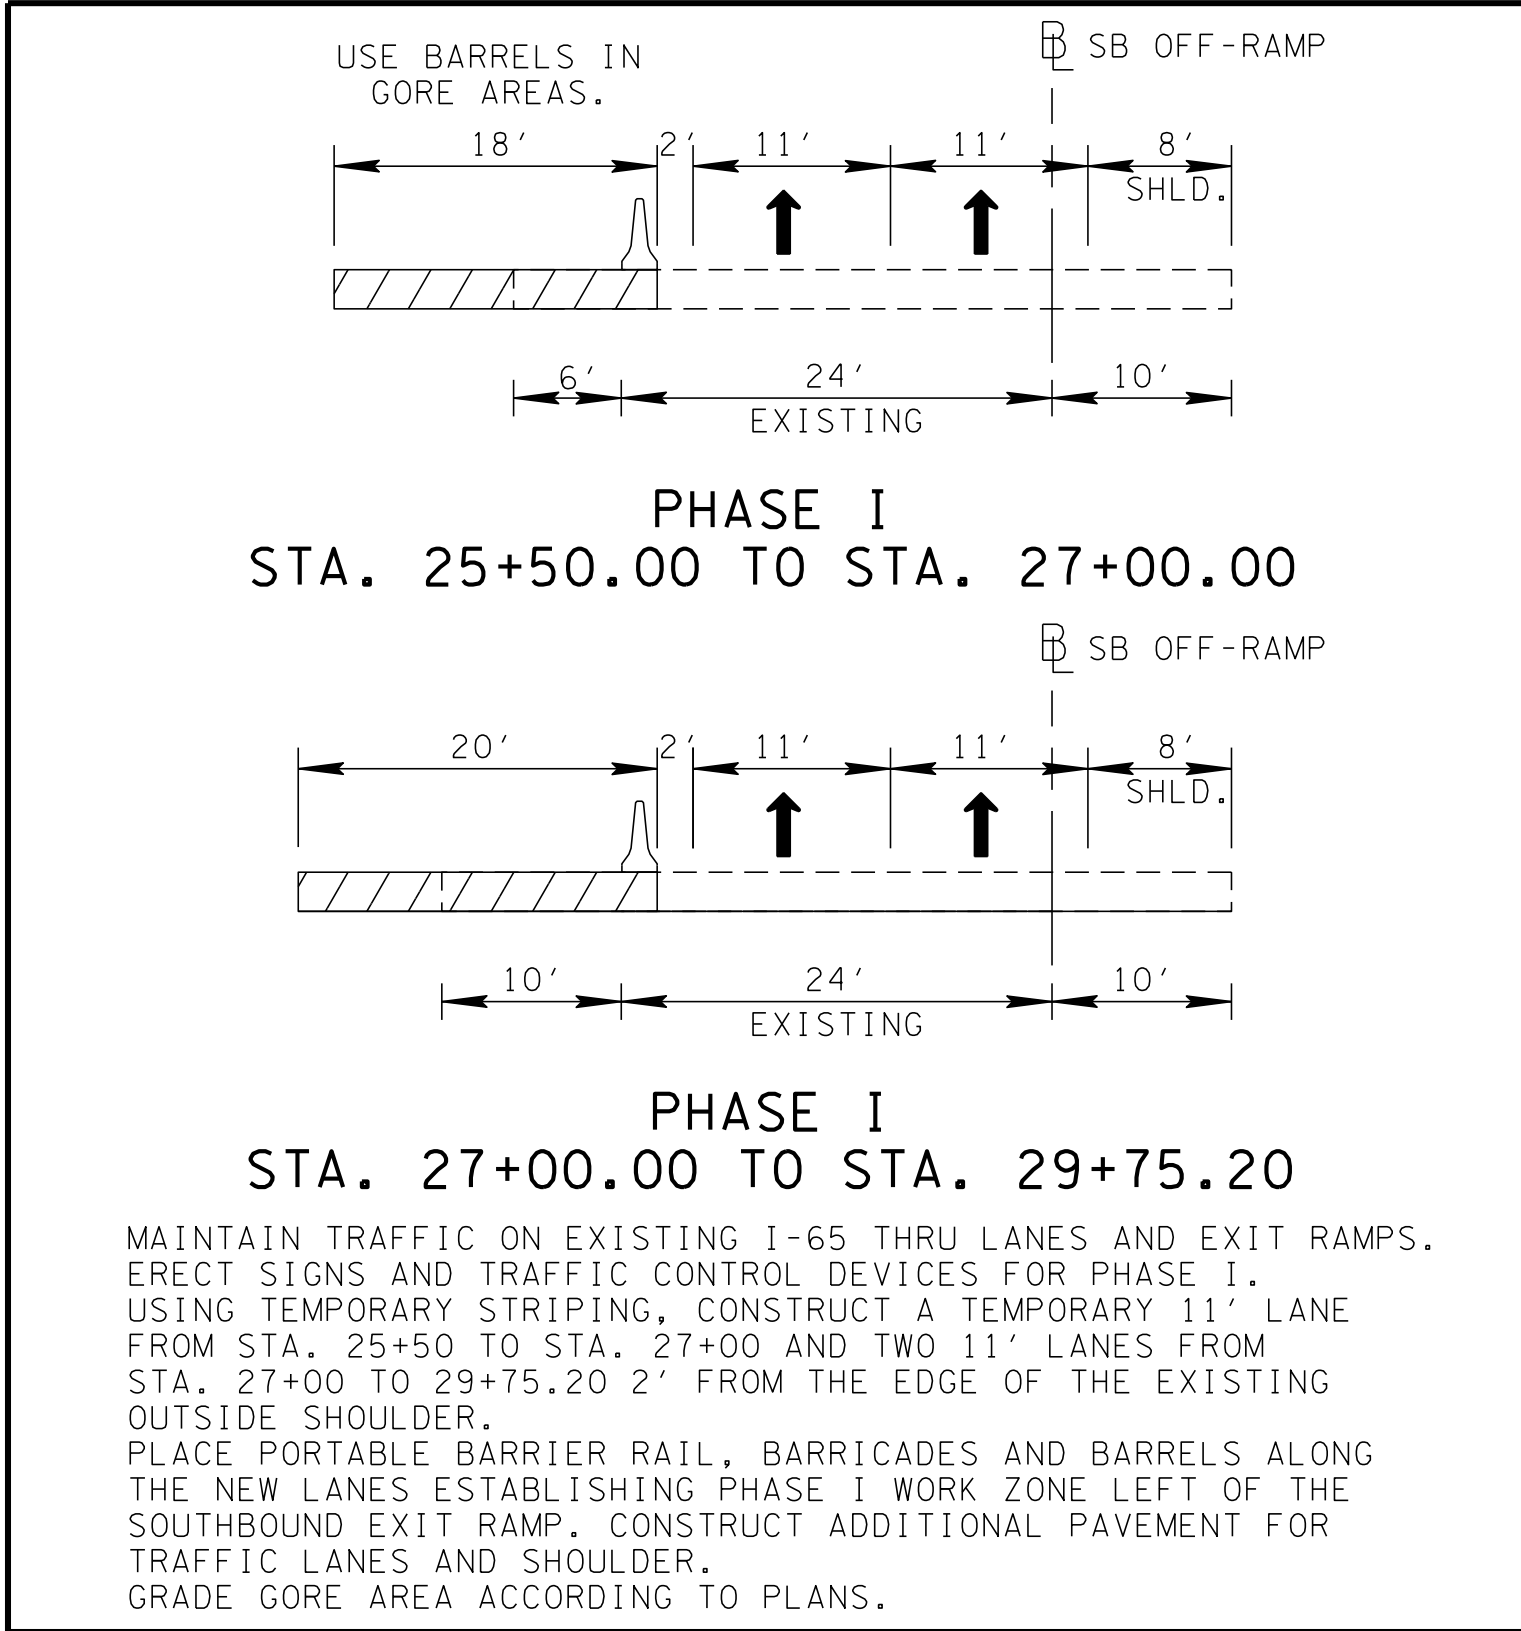 USE BARRELS IN
GORE AREAS.
BL SB OFF-RAMP
18' 2' 11' 11' 8'
SHLD.
6' 24' 10'
EXISTING
PHASE I
STA. 25+50.00 TO STA. 27+00.00
BL SB OFF-RAMP
20' 2' 11' 11' 8'
SHLD.
10' 24' 10'
EXISTING
PHASE I
STA. 27+00.00 TO STA. 29+75.20
MAINTAIN TRAFFIC ON EXISTING I-65 THRU LANES AND EXIT RAMPS.
ERECT SIGNS AND TRAFFIC CONTROL DEVICES FOR PHASE I.
USING TEMPORARY STRIPING, CONSTRUCT A TEMPORARY 11' LANE
FROM STA. 25+50 TO STA. 27+00 AND TWO 11' LANES FROM
STA. 27+00 TO 29+75.20 2' FROM THE EDGE OF THE EXISTING
OUTSIDE SHOULDER.
PLACE PORTABLE BARRIER RAIL, BARRICADES AND BARRELS ALONG
THE NEW LANES ESTABLISHING PHASE I WORK ZONE LEFT OF THE
SOUTHBOUND EXIT RAMP. CONSTRUCT ADDITIONAL PAVEMENT FOR
TRAFFIC LANES AND SHOULDER.
GRADE GORE AREA ACCORDING TO PLANS.